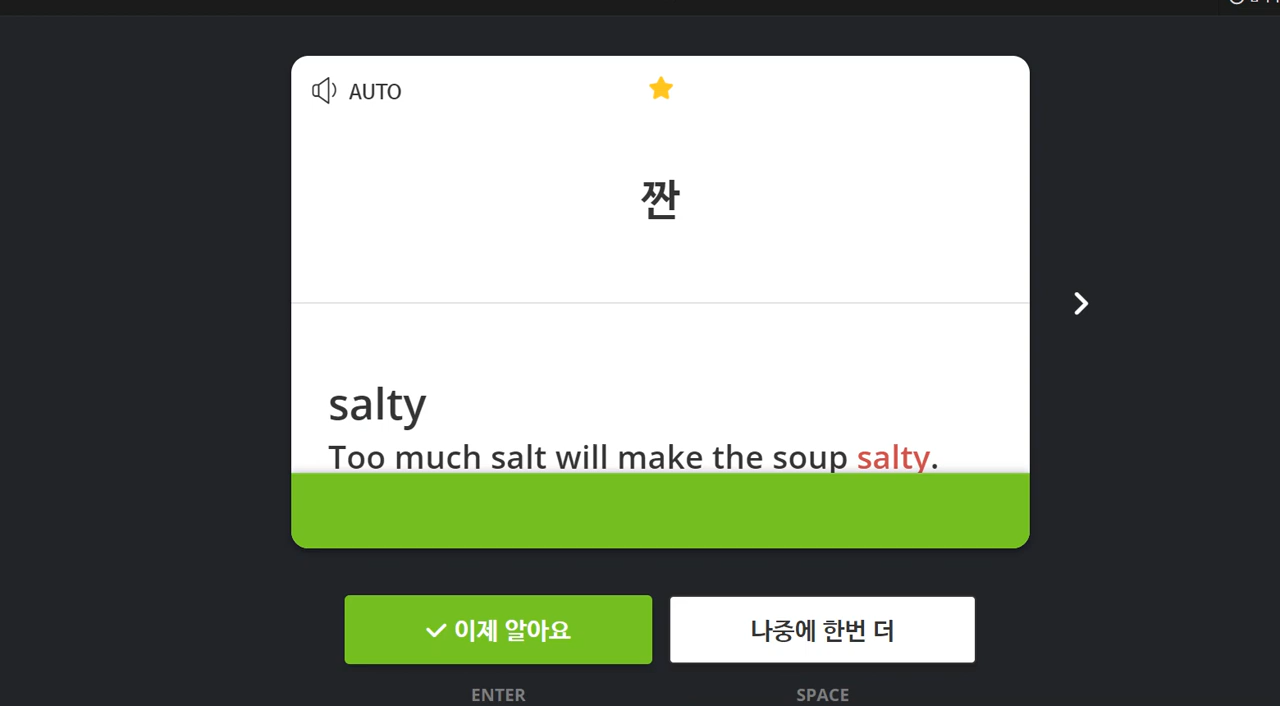 AUTO
짠
salty
Too much salt will make the soup salty.
이제 알아요
나중에 한번 더
ENTER
SPACE